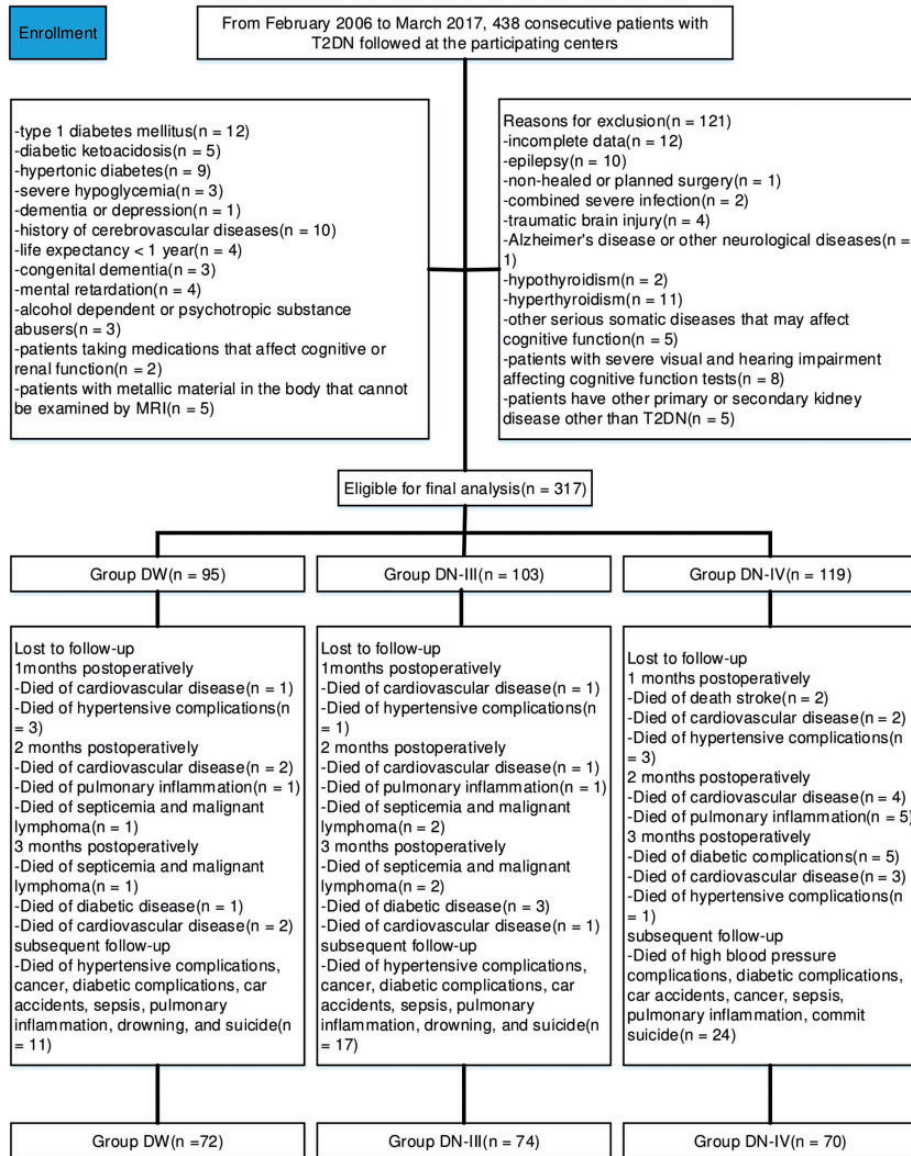 Enrollment
From February 2006 to March 2017, 438 consecutive patients with
T2DN followed at the participating centers
-type 1 diabetes mellitus(n = 12)
-diabetic ketoacidosis(n = 5)
-hypertonic diabetes(n = 9)
-severe hypoglycemia(n = 3)
-dementia or depression(n = 1)
-history of cerebrovascular diseases(n = 10)
-life expectancy < 1 year(n = 4)
-congenital dementia(n = 3)
-mental retardation(n = 4)
-alcohol dependent or psychotropic substance
abusers(n = 3)
-patients taking medications that affect cognitive or
renal function(n = 2)
-patients with metallic material in the body that cannot
be examined by MRI(n = 5)
Reasons for exclusion(n = 121)
-incomplete data(n = 12)
-epilepsy(n = 10)
-non-healed or planned surgery(n = 1)
-combined severe infection(n = 2)
-traumatic brain injury(n = 4)
-Alzheimer's disease or other neurological diseases(n =
1)
-hypothyroidism(n = 2)
-hyperthyroidism(n = 11)
-other serious somatic diseases that may affect
cognitive function(n = 5)
-patients with severe visual and hearing impairment
affecting cognitive function tests(n = 8)
-patients have other primary or secondary kidney
disease other than T2DN(n = 5)
Eligible for final analysis(n = 317)
Group DW(n = 95)
Group DN-III(n = 103)
Group DN-IV(n = 119)
Lost to follow-up
1months postoperatively
-Died of cardiovascular disease(n = 1)
-Died of hypertensive complications(n
= 3)
2 months postoperatively
-Died of cardiovascular disease(n = 2)
-Died of pulmonary inflammation(n = 1)
-Died of septicemia and malignant
lymphoma(n = 1)
3 months postoperatively
-Died of septicemia and malignant
lymphoma(n = 1)
-Died of diabetic disease(n = 1)
-Died of cardiovascular disease(n = 2)
subsequent follow-up
-Died of hypertensive complications,
cancer, diabetic complications, car
accidents, sepsis, pulmonary
inflammation, drowning, and suicide(n
= 11)
Lost to follow-up
1months postoperatively
-Died of cardiovascular disease(n = 1)
-Died of hypertensive complications(n
= 1)
2 months postoperatively
-Died of cardiovascular disease(n = 1)
-Died of pulmonary inflammation(n = 1)
-Died of septicemia and malignant
lymphoma(n = 2)
3 months postoperatively
-Died of septicemia and malignant
lymphoma(n = 2)
-Died of diabetic disease(n = 3)
-Died of cardiovascular disease(n = 1)
subsequent follow-up
-Died of hypertensive complications,
cancer, diabetic complications, car
accidents, sepsis, pulmonary
inflammation, drowning, and suicide(n
= 17)
Lost to follow-up
1 months postoperatively
-Died of death stroke(n = 2)
-Died of cardiovascular disease(n = 2)
-Died of hypertensive complications(n
= 3)
2 months postoperatively
-Died of cardiovascular disease(n = 4)
-Died of pulmonary inflammation(n = 5)
3 months postoperatively
-Died of diabetic complications(n = 5)
-Died of cardiovascular disease(n = 3)
-Died of hypertensive complications(n
= 1)
subsequent follow-up
-Died of high blood pressure
complications, diabetic complications,
car accidents, cancer, sepsis,
pulmonary inflammation, commit
suicide(n = 24)
Group DW(n =72)
Group DN-III(n = 74)
Group DN-IV(n = 70)